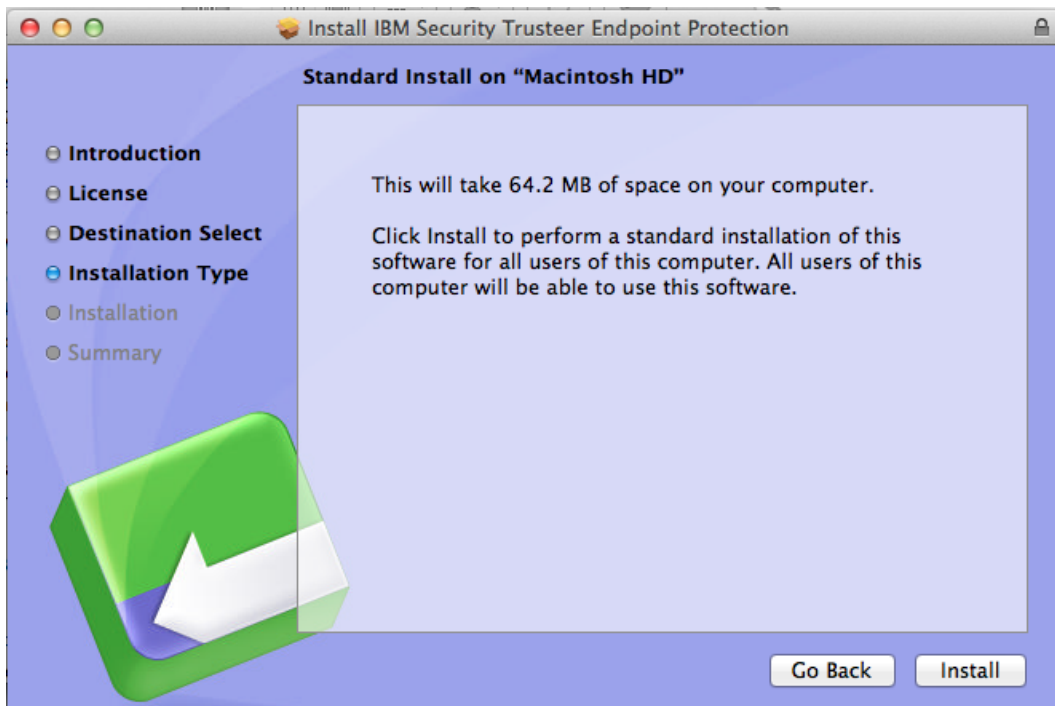 Install IBM Security Trusteer Endpoint Protection
Standard Install on “Macintosh HD”
Introduction
License
Destination Select
Installation Type
Installation
Summary
This will take 64.2 MB of space on your computer.
Click Install to perform a standard installation of this
software for all users of this computer. All users of this
computer will be able to use this software.
Go Back
Install